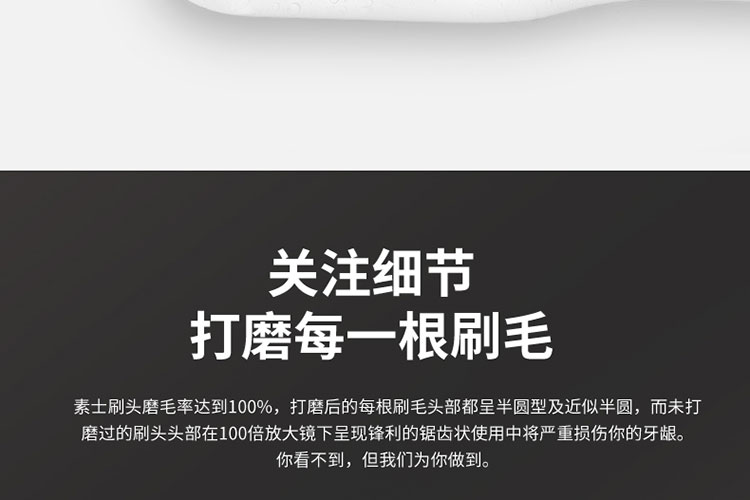 关注细节
打磨每一根刷毛
素士刷头磨毛率达到100%，打磨后的每根刷毛头部都呈半圆型及近似半圆，而未打
磨过的刷头头部在100倍放大镜下呈现锋利的锯齿状使用中将严重损伤你的牙龈。
你看不到，但我们为你做到。